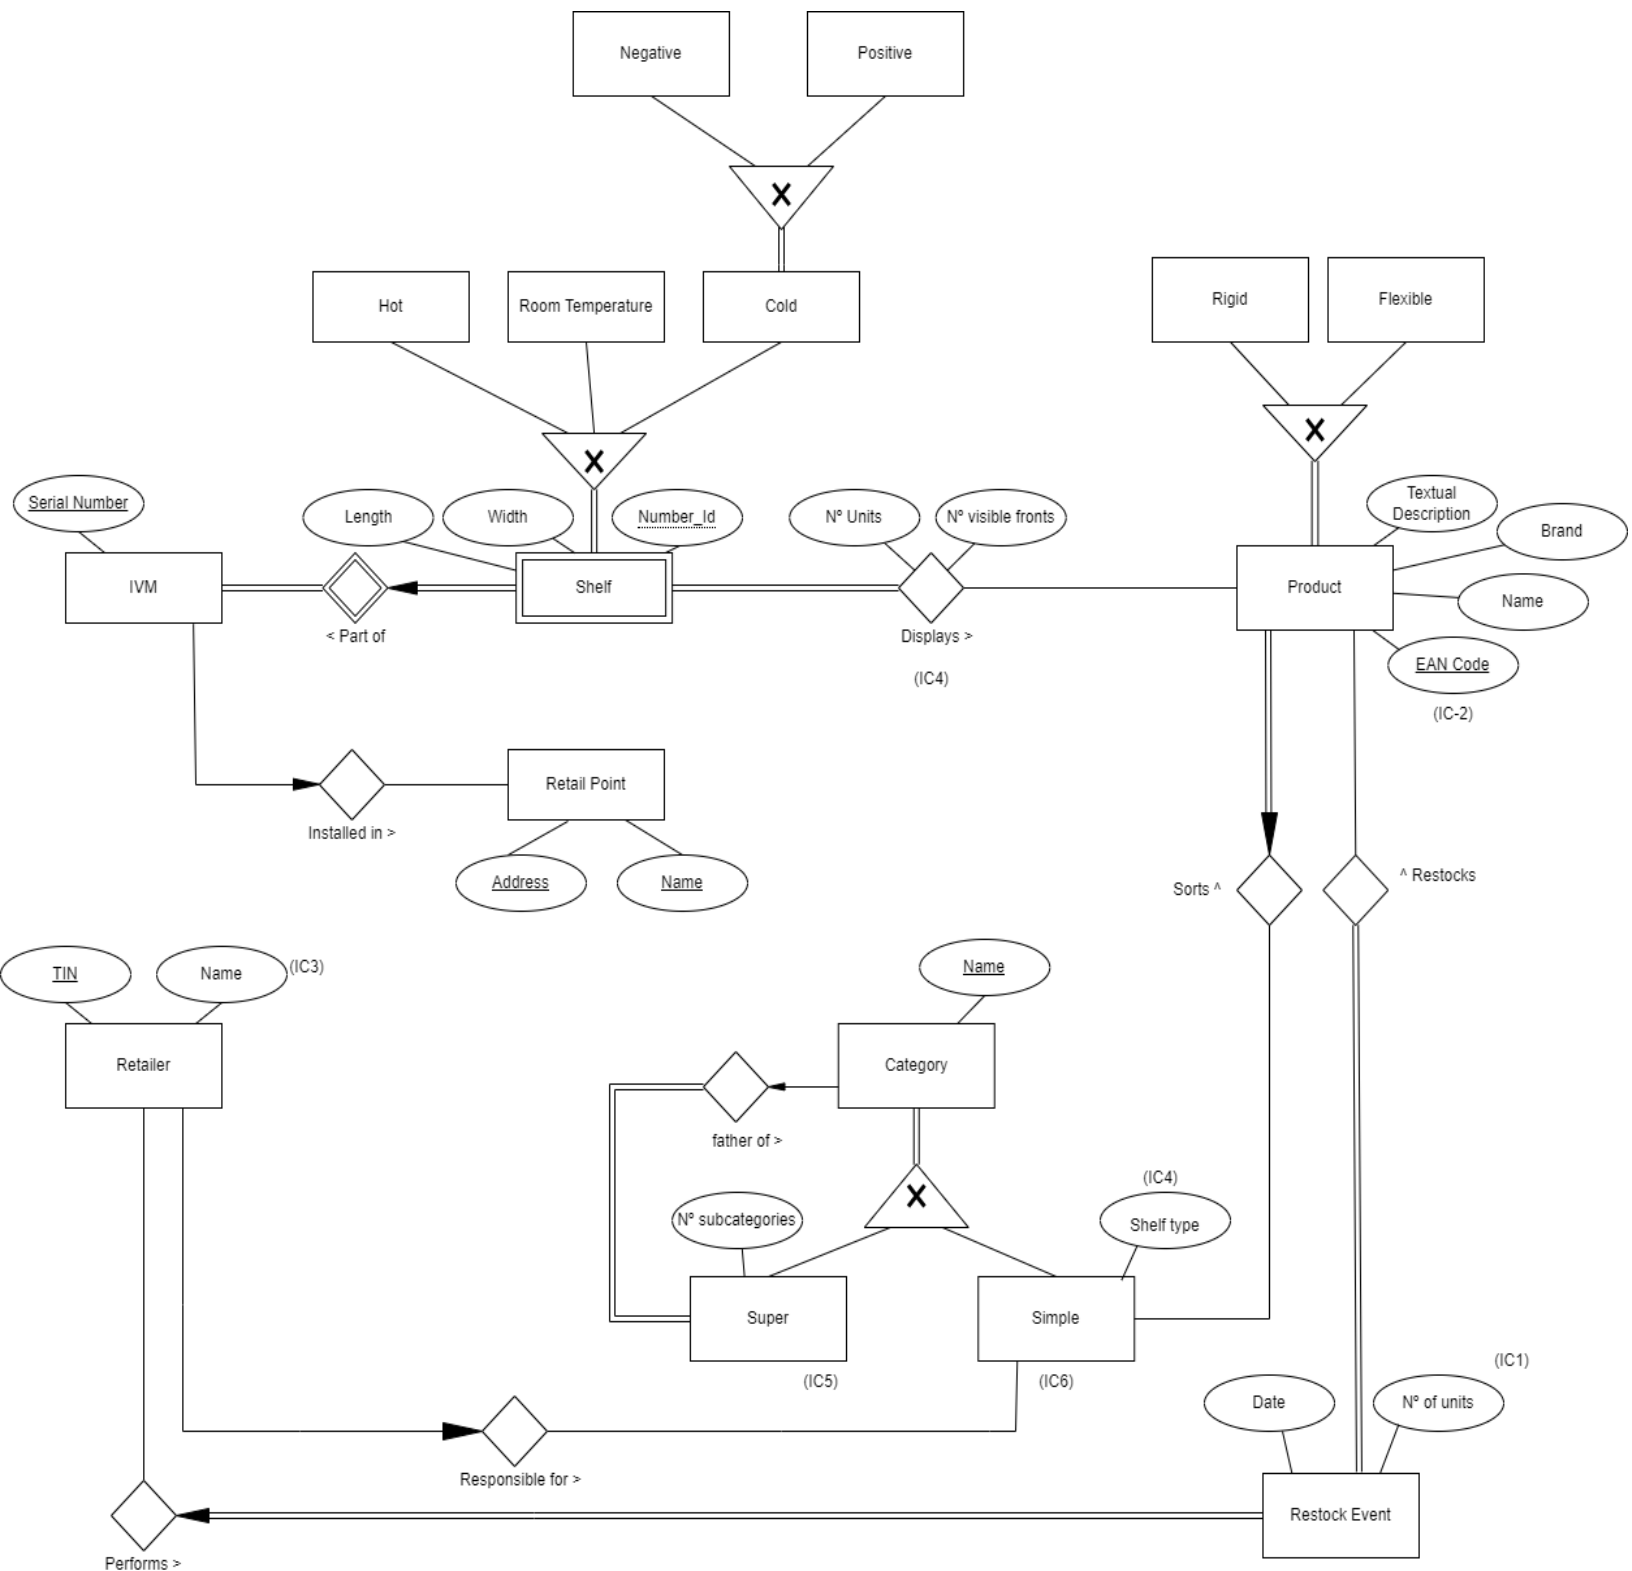 Negative
Positive
X
Hot
Room Temperature
Cold
Rigid
Flexible
X
X
Serial Number
Length
Width
Number_Id
Nº Units
Nº visible fronts
Textual
Description
Brand
IVM
Shelf
Product
Name
< Part of
Displays >
EAN Code
(IC4)
(IC-2)
Retail Point
Installed in >
Address
Name
Sorts ^
^ Restocks
TIN
Name
(IC3)
Name
Retailer
Category
father of >
X
(IC4)
Nº subcategories
Shelf type
Super
Simple
(IC5)
(IC6)
(IC1)
Date
Nº of units
Responsible for >
Restock Event
Performs >